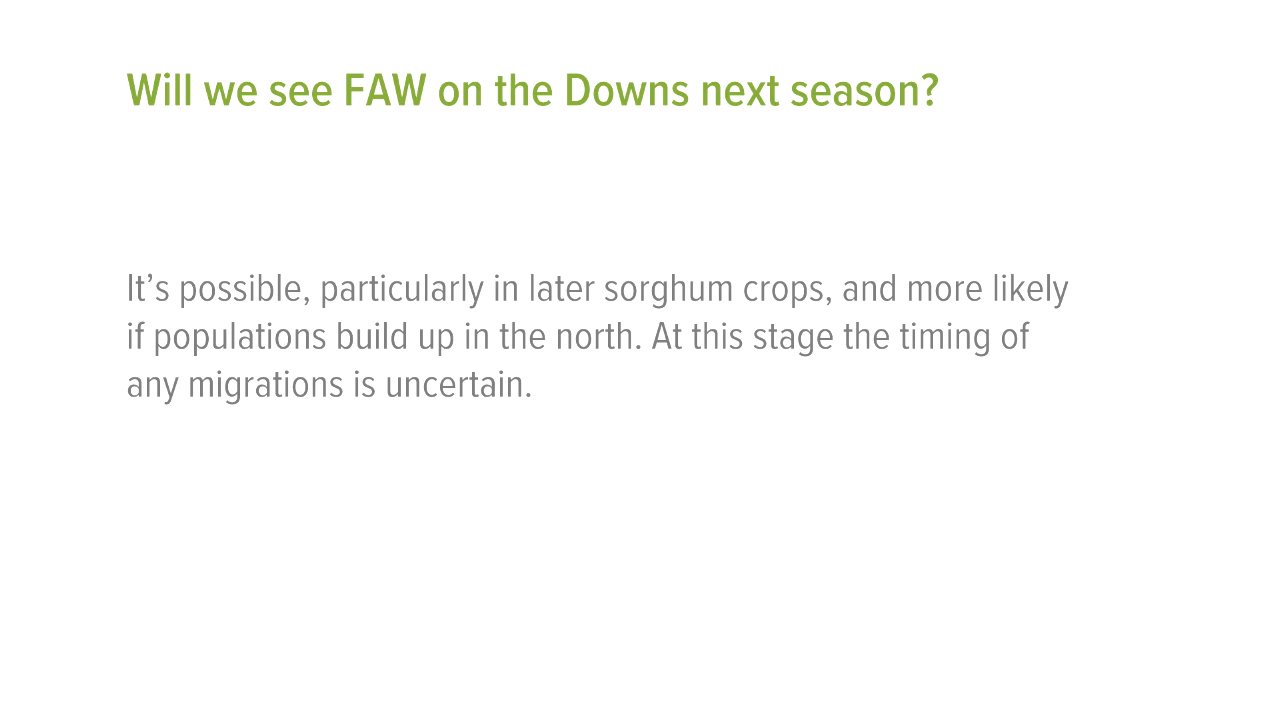 Will we see FAW on the Downs next season?
It’s possible, particularly in later sorghum crops, and more likely
if populations build up in the north. At this stage the timing of
any migrations is uncertain.